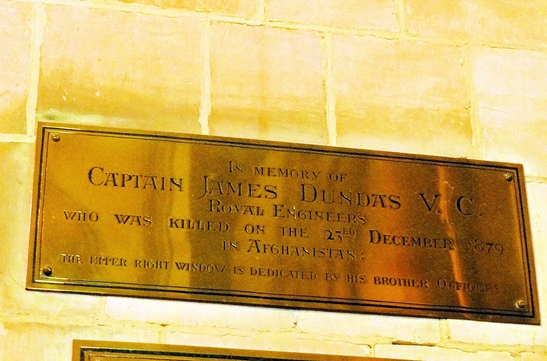 IN MEMORY OF
CAPTAIN JAMES DUNDAS V.C.
ROYAL ENGINEERS
WHO WAS KILLED ON THE 23RD DECEMBER 1879
IN AFGHANISTAN:
THE UPPER RIGHT WINDOW IS DEDICATED BY HIS BROTHER OFFICERS